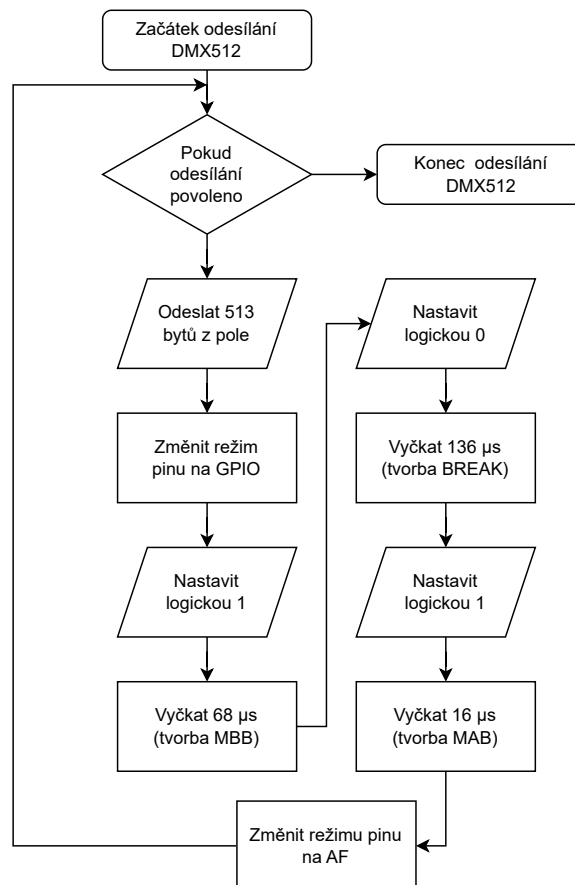 Začátek odesílání
DMX512
Pokud
odesílání
povoleno
Konec odesílání
DMX512
Odeslat 513
bytů z pole
Změnit režim
pinu na GPIO
Nastavit
logickou 1
Vyčkat 68 µs
(tvorba MBB)
Nastavit
logickou 0
Vyčkat 136 µs
(tvorba BREAK)
Nastavit
logickou 1
Vyčkat 16 µs
(tvorba MAB)
Změnit režimu pinu
na AF